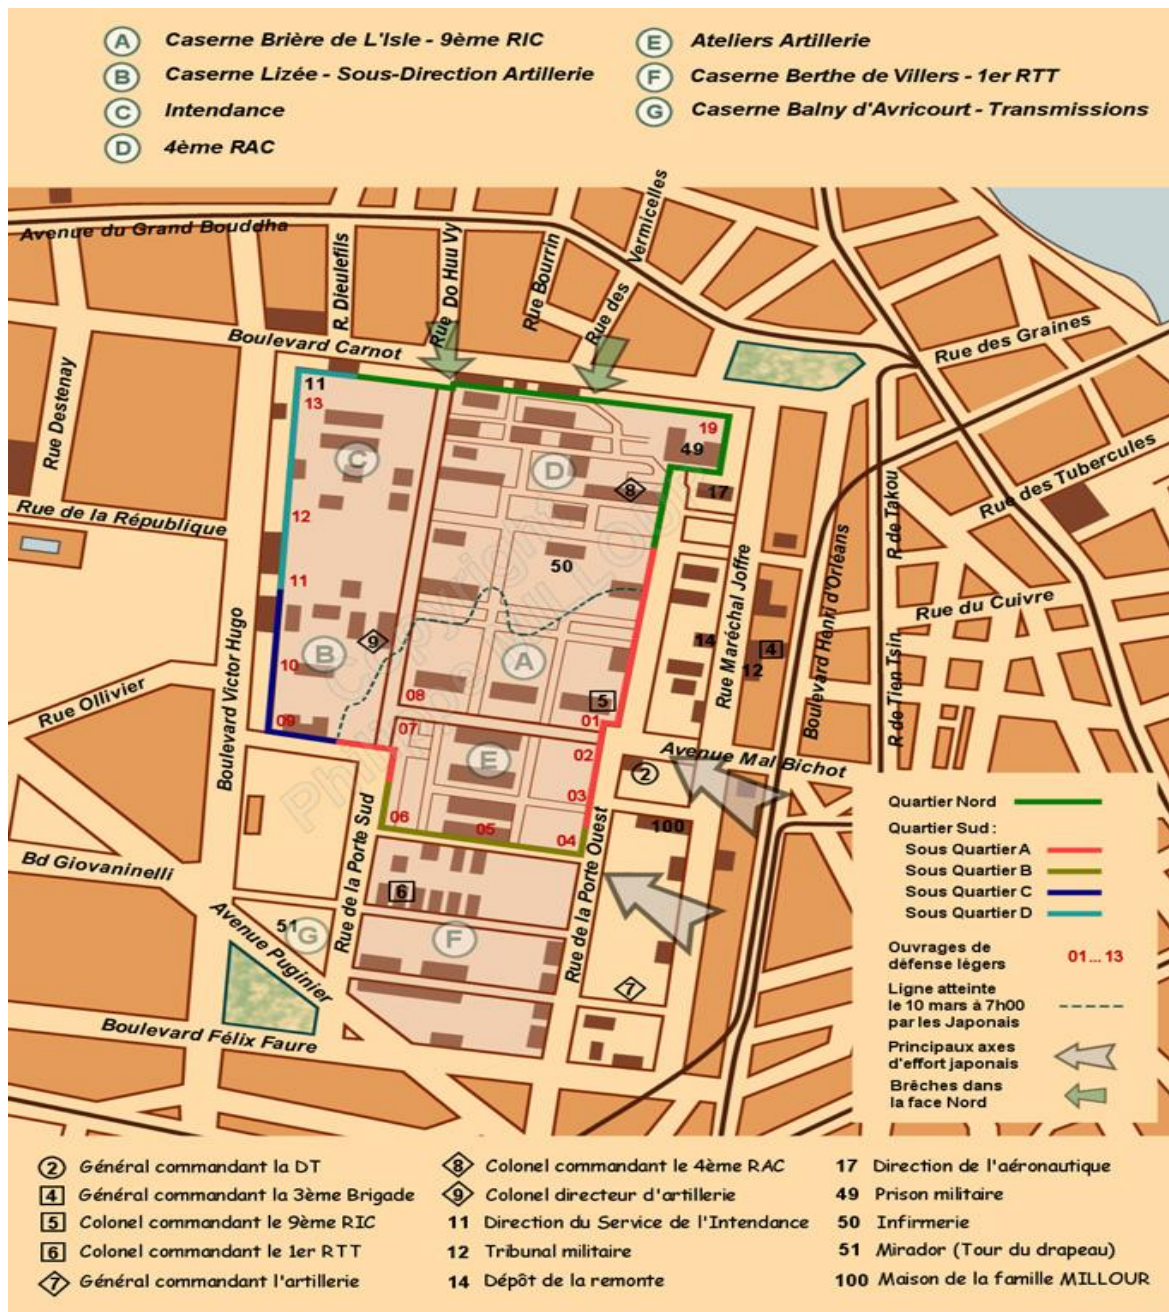 A Caserne Brière de L'Isle - 9ème RIC
B Caserne Lizée - Sous-Direction Artillerie
C Intendance
D 4ème RAC
E Ateliers Artillerie
F Caserne Berthe de Villers - 1er RTT
G Caserne Balny d'Avricourt - Transmissions
Avenue du Grand Bouddha
R. Dieulefils
Rue Do Huu Vy
Rue Bourrin
Rue des Vermicelles
Boulevard Carnot
Rue des Graines
Rue Destenay
11
13
19
49
C
D
8
17
Rue des Tubercules
R de Takou
Rue de la République
12
50
Rue Maréchal Joffre
Boulevard Henri d'Orléans
11
Rue du Cuivre
9
14
4
12
B
A
10
Boulevard Victor Hugo
R de Tien Tsin
Rue Ollivier
08
5
01
09
07
02
Avenue Mal Bichot
E
2
03
Copyright
Philippe MILLOUR
06
05
04
100
Rue de la Porte Sud
Rue de la Porte Ouest
Bd Giovaninelli
6
Avenue Puginier
51
G
F
7
Boulevard Félix Faure
Quartier Nord
Quartier Sud :
Sous Quartier A
Sous Quartier B
Sous Quartier C
Sous Quartier D
Ouvrages de
défense légers 01... 13
Ligne atteinte
le 10 mars à 7h00
par les Japonais
Principaux axes
d'effort japonais
Brêches dans
la face Nord
2 Général commandant la DT
4 Général commandant la 3ème Brigade
5 Colonel commandant le 9ème RIC
6 Colonel commandant le 1er RTT
7 Général commandant l'artillerie
8 Colonel commandant le 4ème RAC
9 Colonel directeur d'artillerie
11 Direction du Service de l'Intendance
12 Tribunal militaire
14 Dépôt de la remonte
17 Direction de l'aéronautique
49 Prison militaire
50 Infirmerie
51 Mirador (Tour du drapeau)
100 Maison de la famille MILLOUR